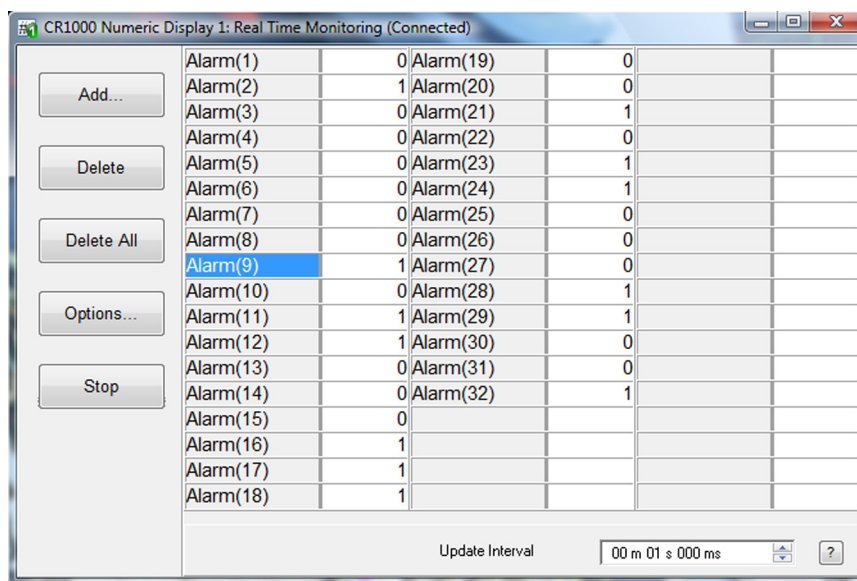 CR1000 Numeric Display 1: Real Time Monitoring (Connected)
Add...
Delete
Delete All
Options...
Stop
Alarm(1) 0 Alarm(19) 0
Alarm(2) 1 Alarm(20) 0
Alarm(3) 0 Alarm(21) 1
Alarm(4) 0 Alarm(22) 0
Alarm(5) 0 Alarm(23) 1
Alarm(6) 0 Alarm(24) 1
Alarm(7) 0 Alarm(25) 0
Alarm(8) 0 Alarm(26) 0
Alarm(9) 1 Alarm(27) 0
Alarm(10) 0 Alarm(28) 1
Alarm(11) 1 Alarm(29) 1
Alarm(12) 1 Alarm(30) 0
Alarm(13) 0 Alarm(31) 0
Alarm(14) 0 Alarm(32) 1
Alarm(15) 0
Alarm(16) 1
Alarm(17) 1
Alarm(18) 1
Update Interval 00 m 01 s 000 ms ?